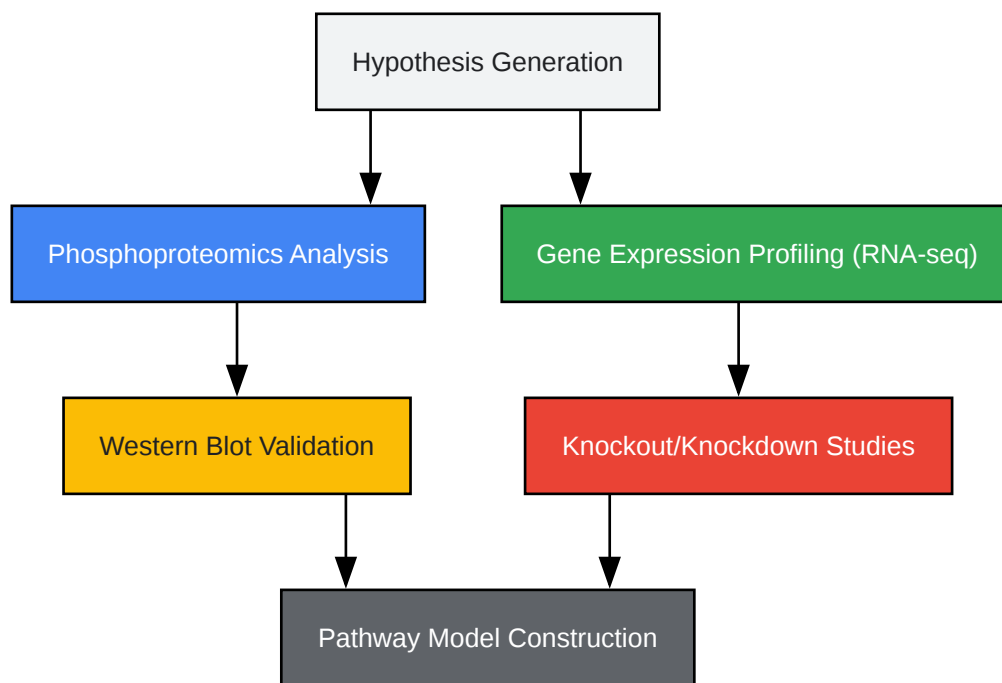 Hypothesis Generation
Phosphoproteomics Analysis
Gene Expression Profiling (RNA-seq)
Western Blot Validation
Knockout/Knockdown Studies
Pathway Model Construction